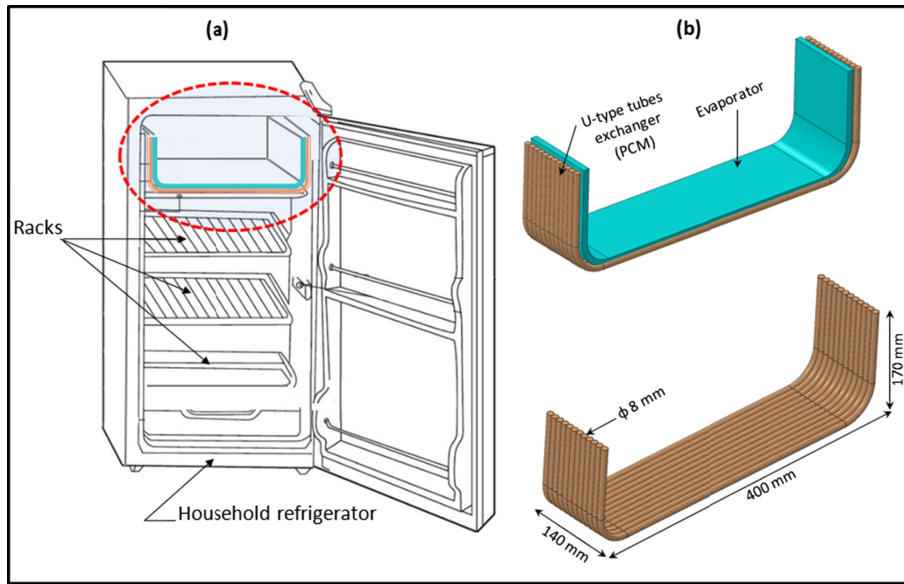 (a)
(b)
U-type tubes
exchanger
(PCM)
Evaporator
Racks
ϕ 8 mm
170 mm
400 mm
140 mm
Household refrigerator